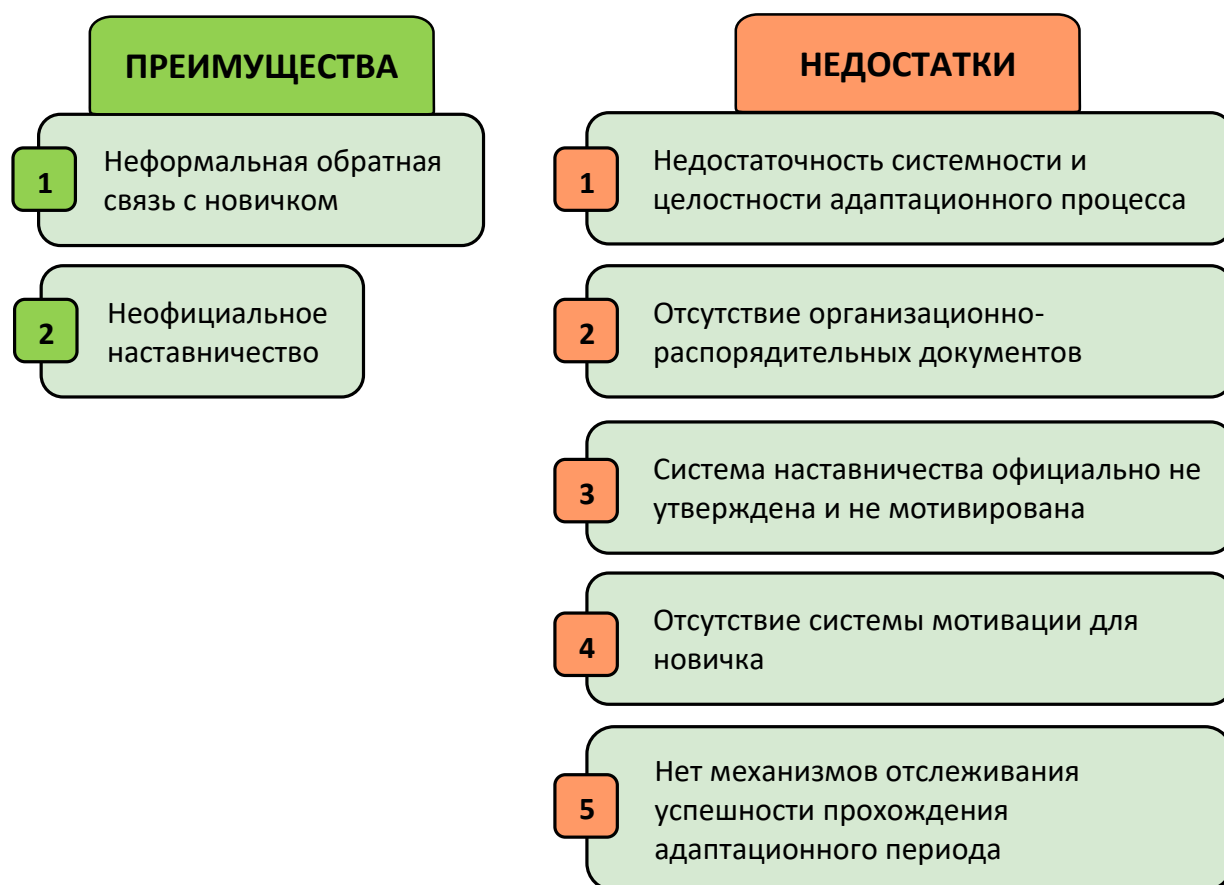 ПРЕИМУЩЕСТВА
1
Неформальная обратная
связь с новичком
2
Неофициальное
наставничество
НЕДОСТАТКИ
1
Недостаточность системности и
целостности адаптационного процесса
2
Отсутствие организационно-
распорядительных документов
3
Система наставничества официально не
утверждена и не мотивирована
4
Отсутствие системы мотивации для
новичка
5
Нет механизмов отслеживания
успешности прохождения
адаптационного периода